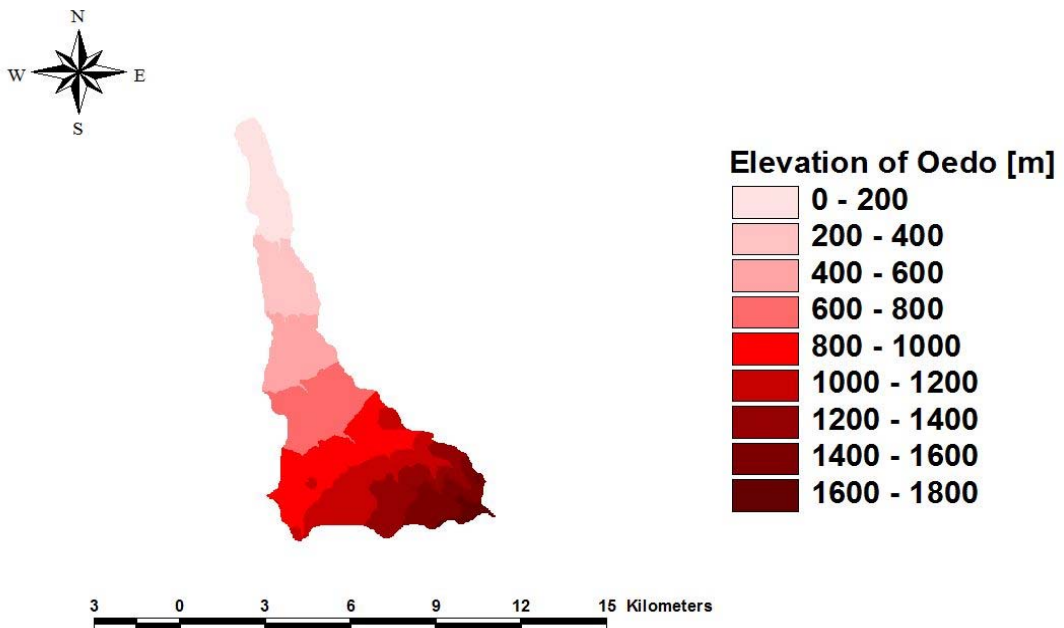 N
W E
S
Elevation of Oedo [m]
0 - 200
200 - 400
400 - 600
600 - 800
800 - 1000
1000 - 1200
1200 - 1400
1400 - 1600
1600 - 1800
3 0 3 6 9 12 15 Kilometers